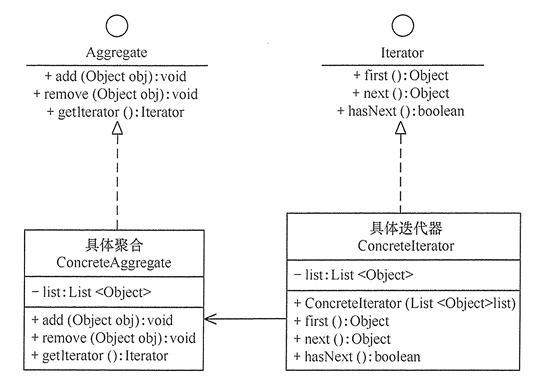 Aggregate
+ add (Object obj): void
+ remove (Object obj): void
+ getIterator (): Iterator
Iterator
+ first (): Object
+ next (): Object
+ hasNext (): boolean
具体聚合
ConcreteAggregate
− list: List <Object>
+ add (Object obj): void
+ remove (Object obj): void
+ getIterator (): Iterator
具体迭代器
ConcreteIterator
− list: List <Object>
+ ConcreteIterator (List <Object>list)
+ first (): Object
+ next (): Object
+ hasNext (): boolean